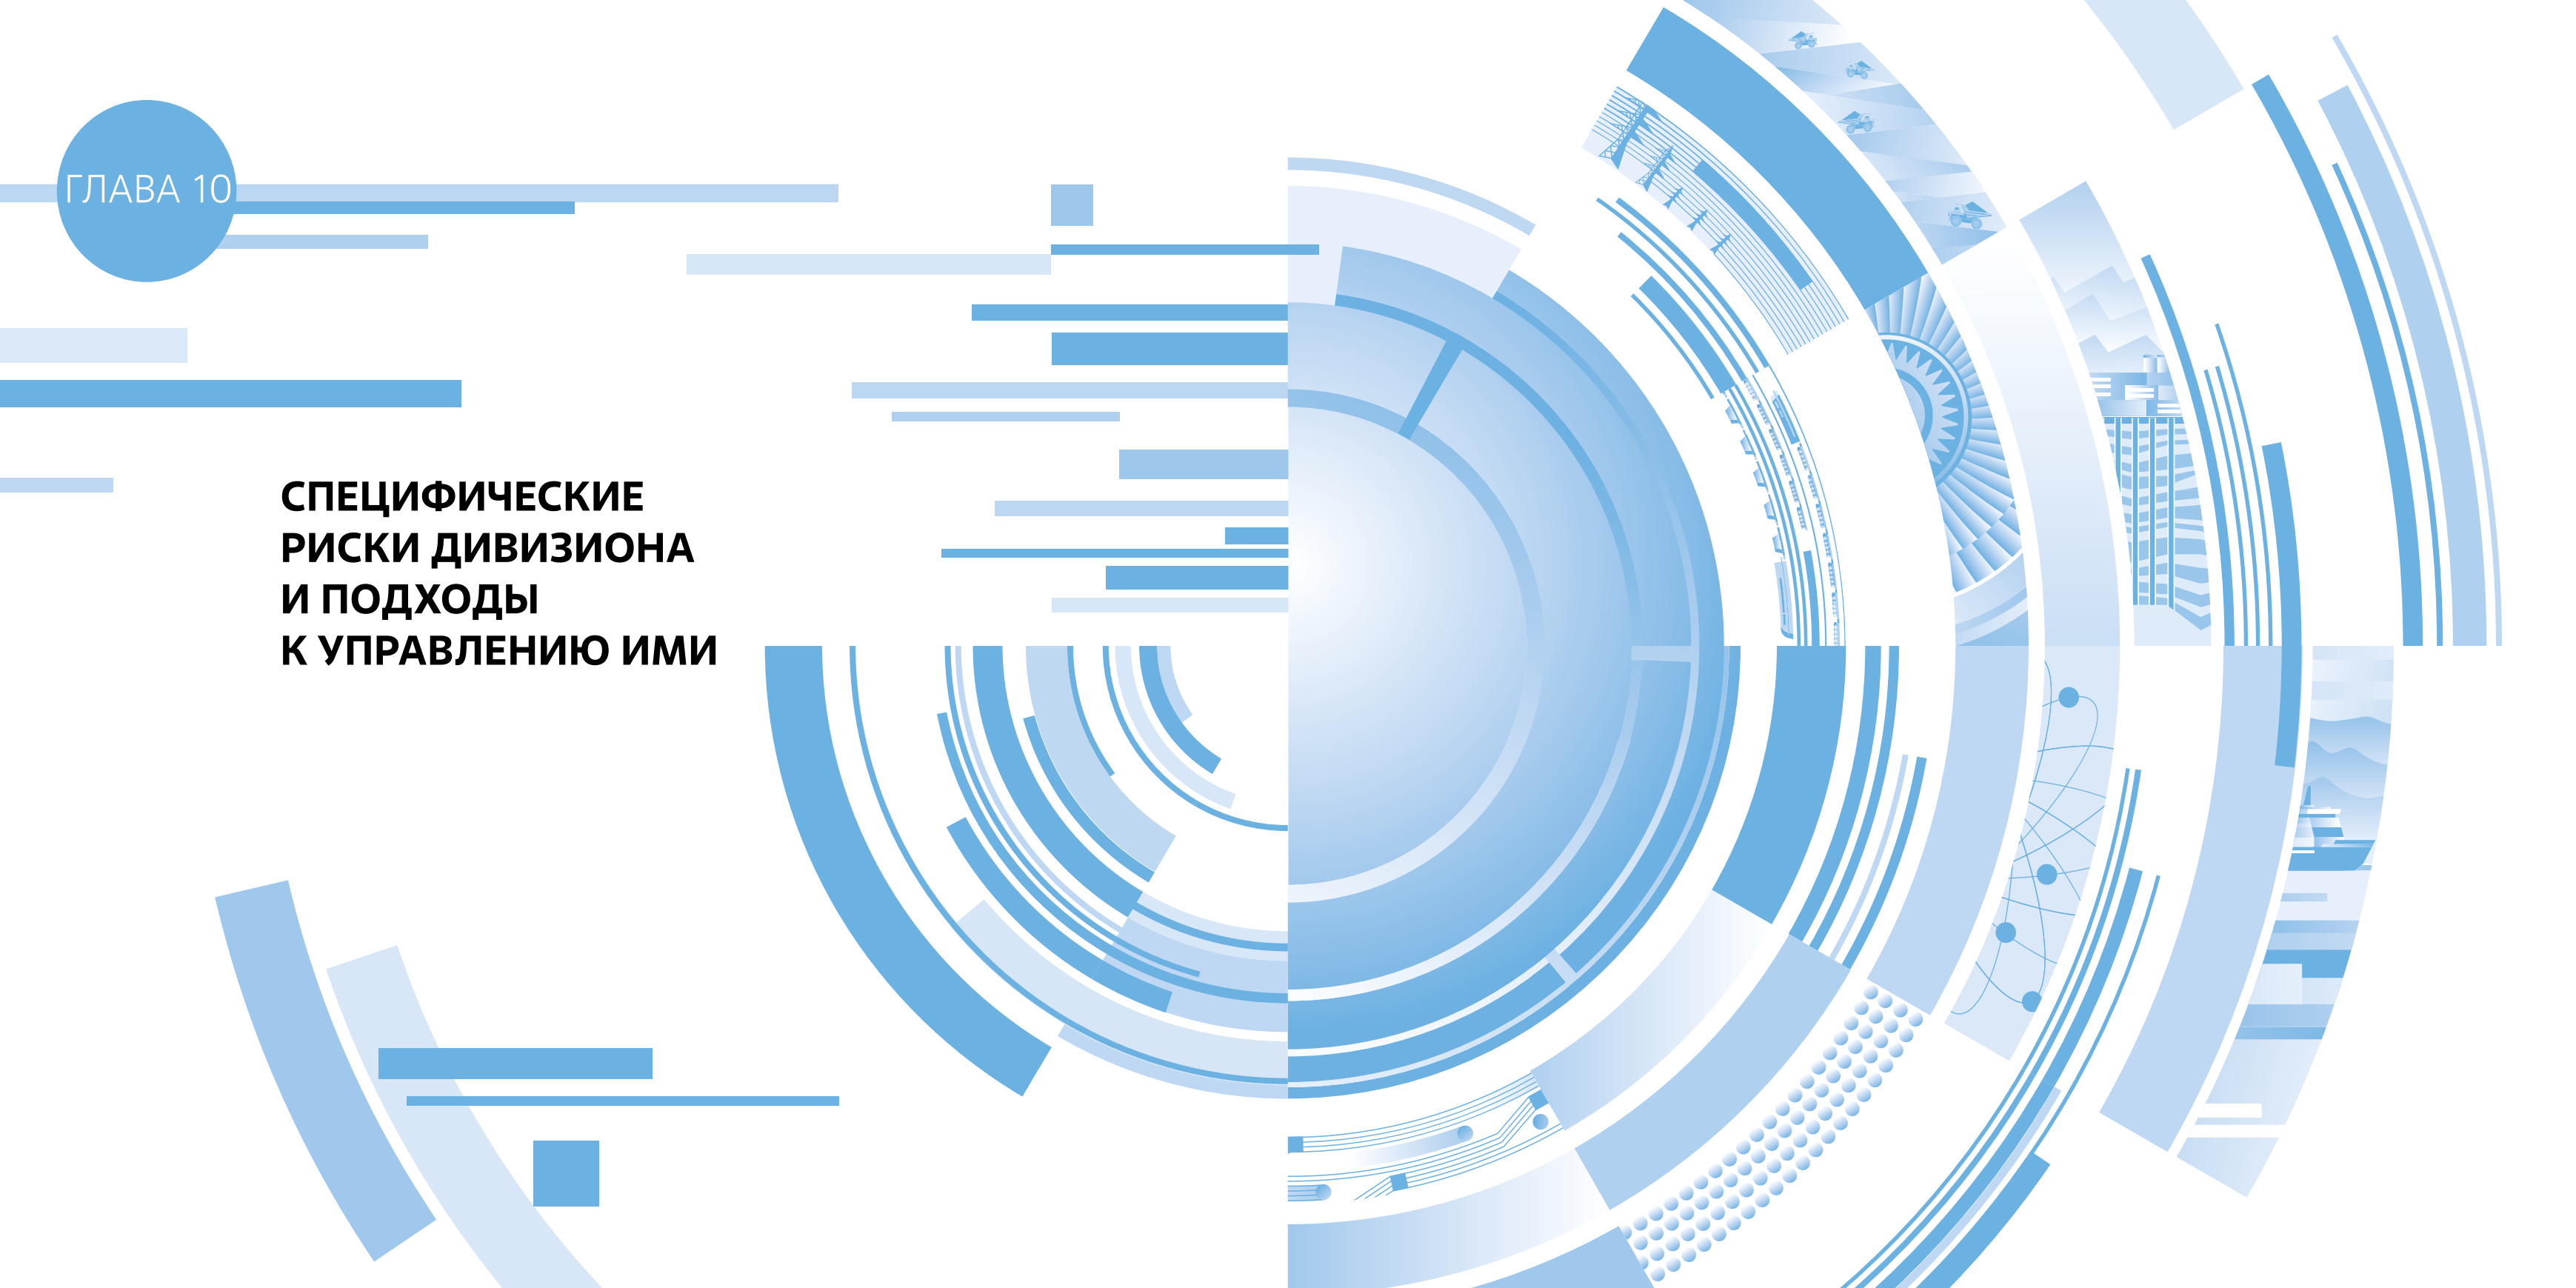 ГЛАВА 10
СПЕЦИФИЧЕСКИЕ
РИСКИ ДИВИЗИОНА
И ПОДХОДЫ
К УПРАВЛЕНИЮ ИМИ